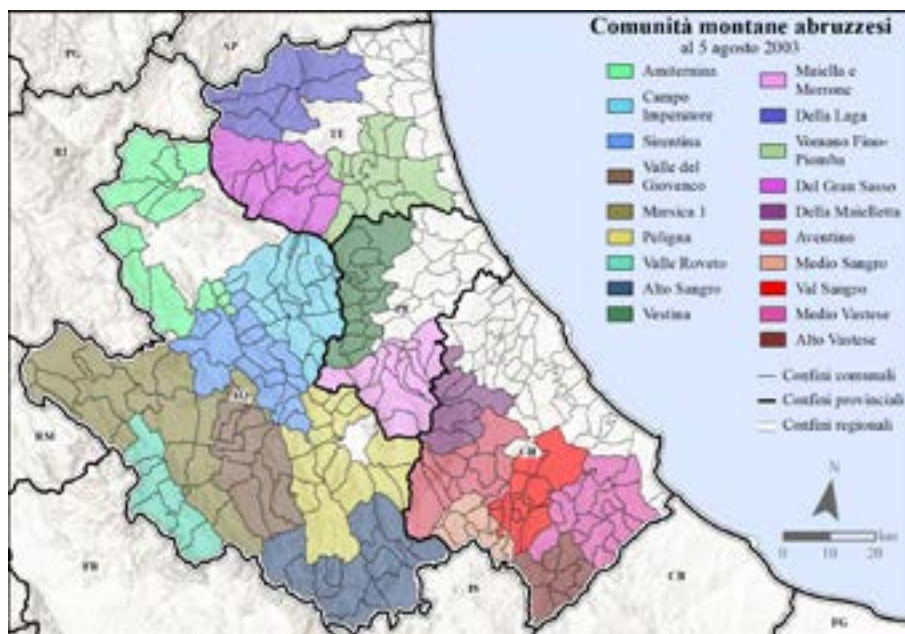 Comunità montane abruzzesi
al 5 agosto 2003
Amiternina
Campo
Imperatore
Sirentina
Valle del
Giovenco
Marsica 1
Peligna
Valle Roveto
Alto Sangro
Vestina
Maiella e
Morrone
Della Laga
Vomano Fino-
Piomba
Del Gran Sasso
Della Maielletta
Aventino
Medio Sangro
Val Sangro
Medio Vastese
Alto Vastese
Confini comunali
Confini provinciali
Confini regionali
N
km
0 10 20
PG
AP
TE
RI
PE
AQ
RM
CH
FR
IS
CB
FG